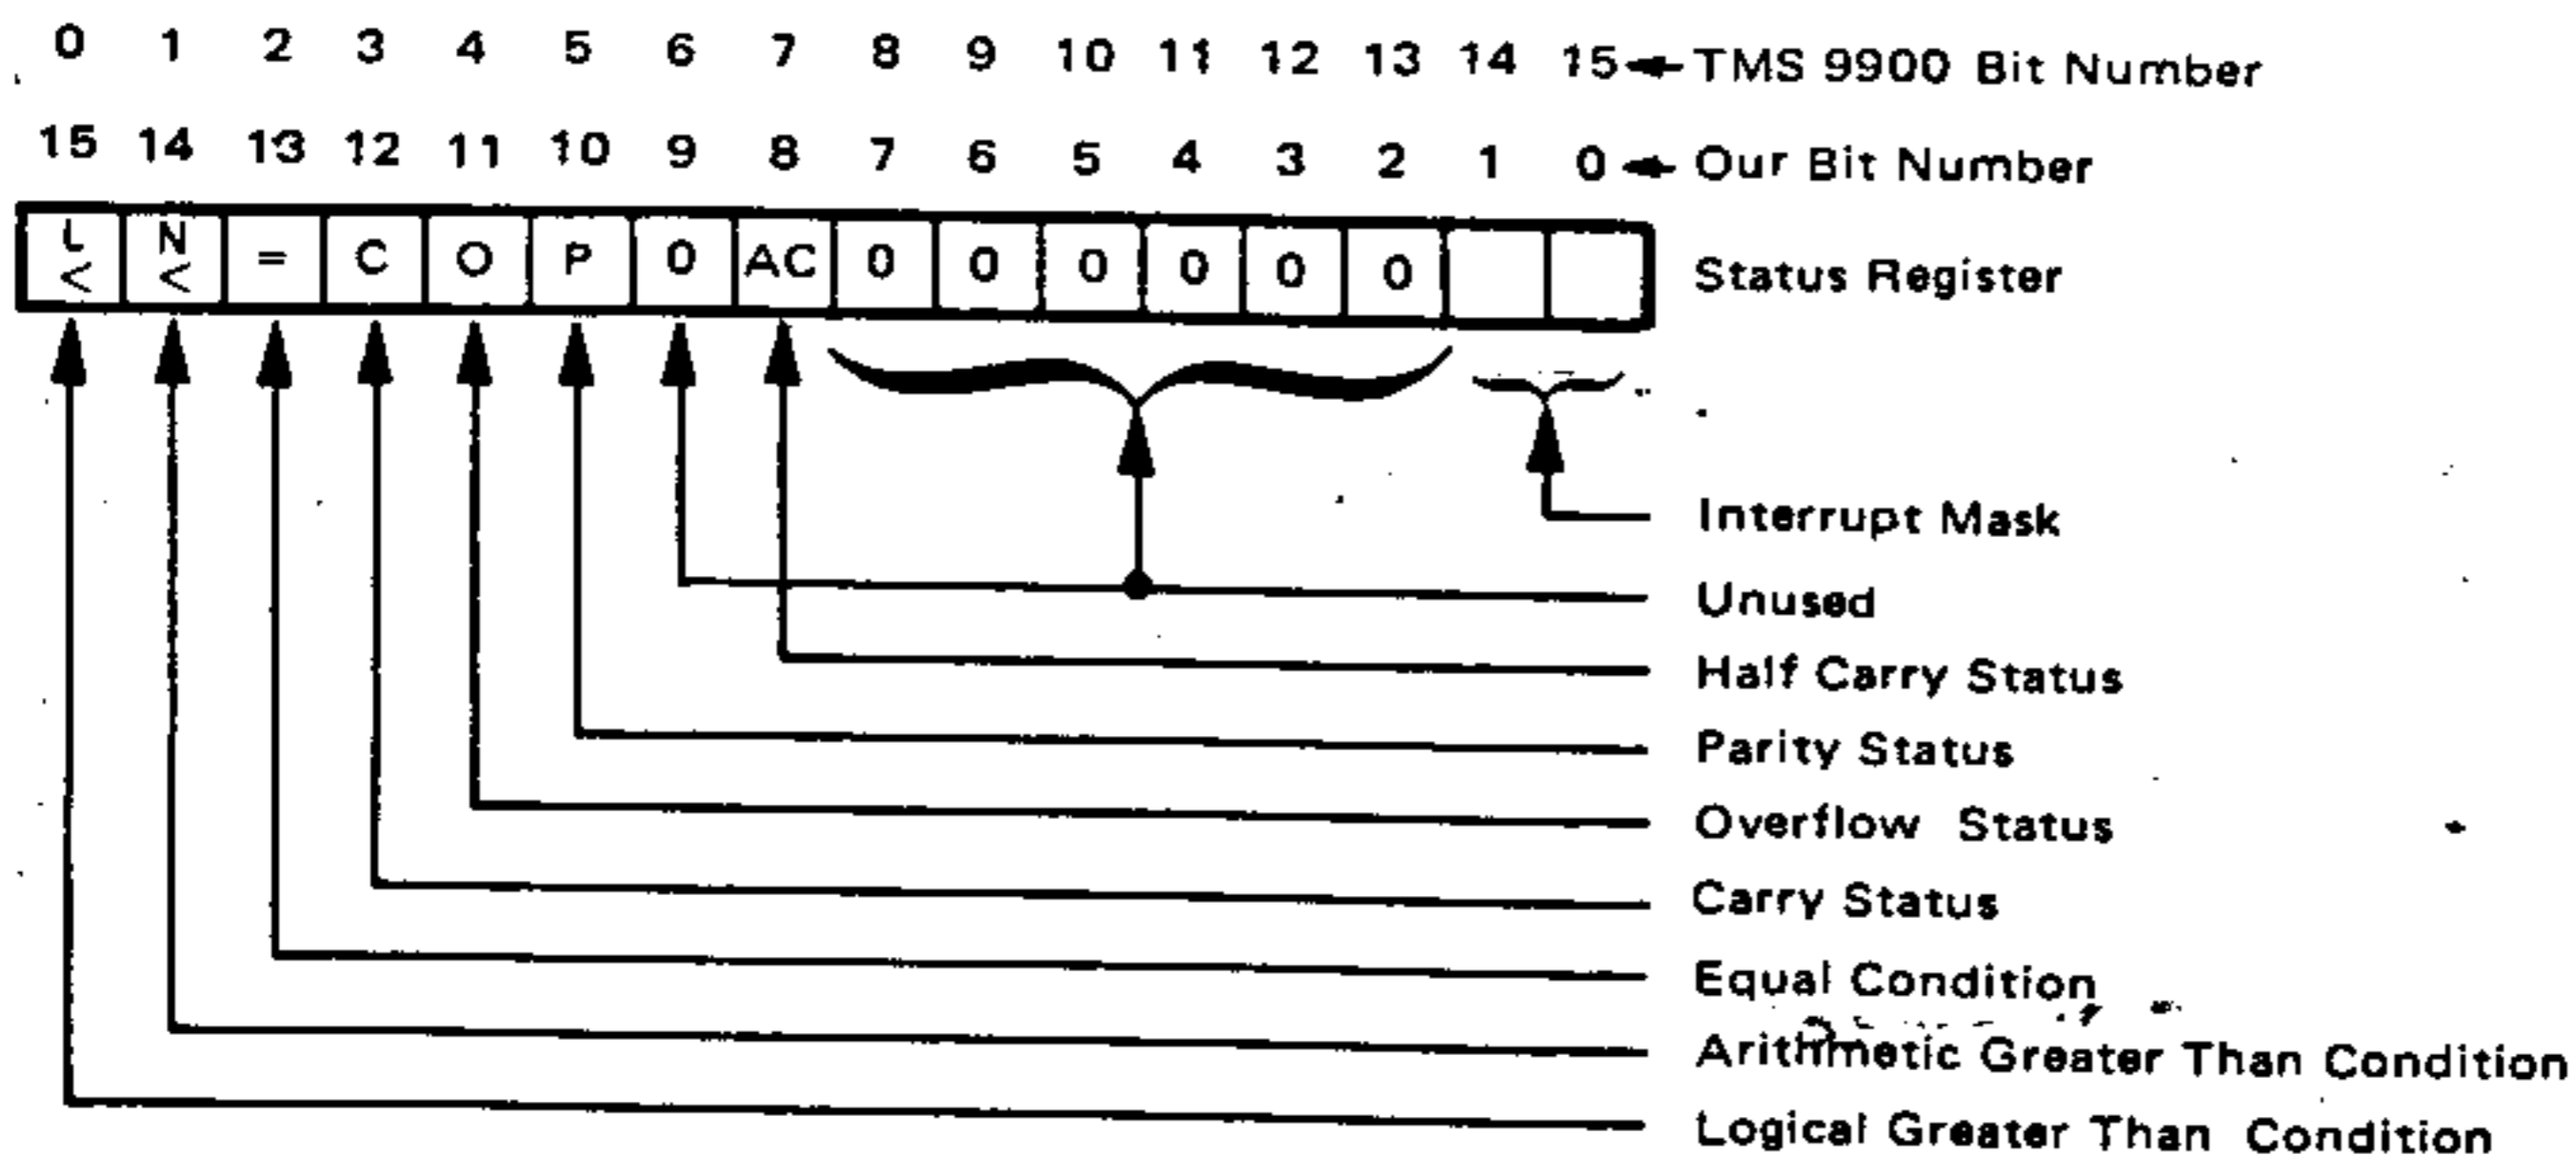 0 1 2 3 4 5 6 7 8 9 10 11 12 13 14 15 TMS 9900 Bit Number
15 14 13 12 11 10 9 8 7 6 5 4 3 2 1 0 Our Bit Number
L< N< = C O P 0 AC 0 0 0 0 0 0 Status Register
Interrupt Mask
Unused
Half Carry Status
Parity Status
Overflow Status
Carry Status
Equal Condition
Arithmetic Greater Than Condition
Logical Greater Than Condition